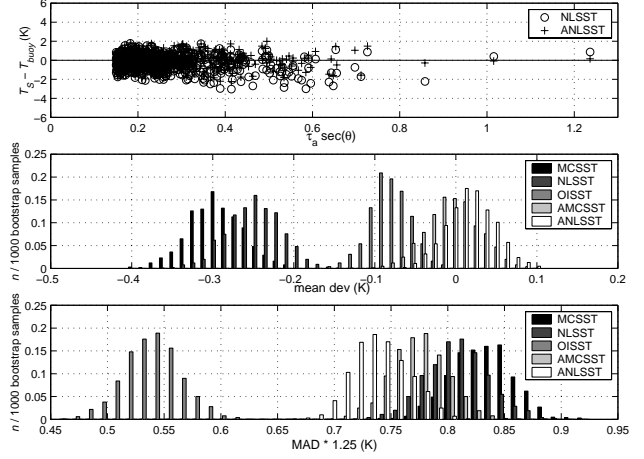 6
4
2
0
−2
−4
−6
T_s − T_buoy (K)
NLSST
ANLSST
0 0.2 0.4 0.6 0.8 1 1.2
τ_a sec(θ)
0.25
0.2
0.15
0.1
0.05
0
n / 1000 bootstrap samples
MCSST
NLSST
OISST
AMCSST
ANLSST
−0.5 −0.4 −0.3 −0.2 −0.1 0 0.1 0.2
mean dev (K)
0.25
0.2
0.15
0.1
0.05
0
n / 1000 bootstrap samples
MCSST
NLSST
OISST
AMCSST
ANLSST
0.45 0.5 0.55 0.6 0.65 0.7 0.75 0.8 0.85 0.9 0.95
MAD * 1.25 (K)